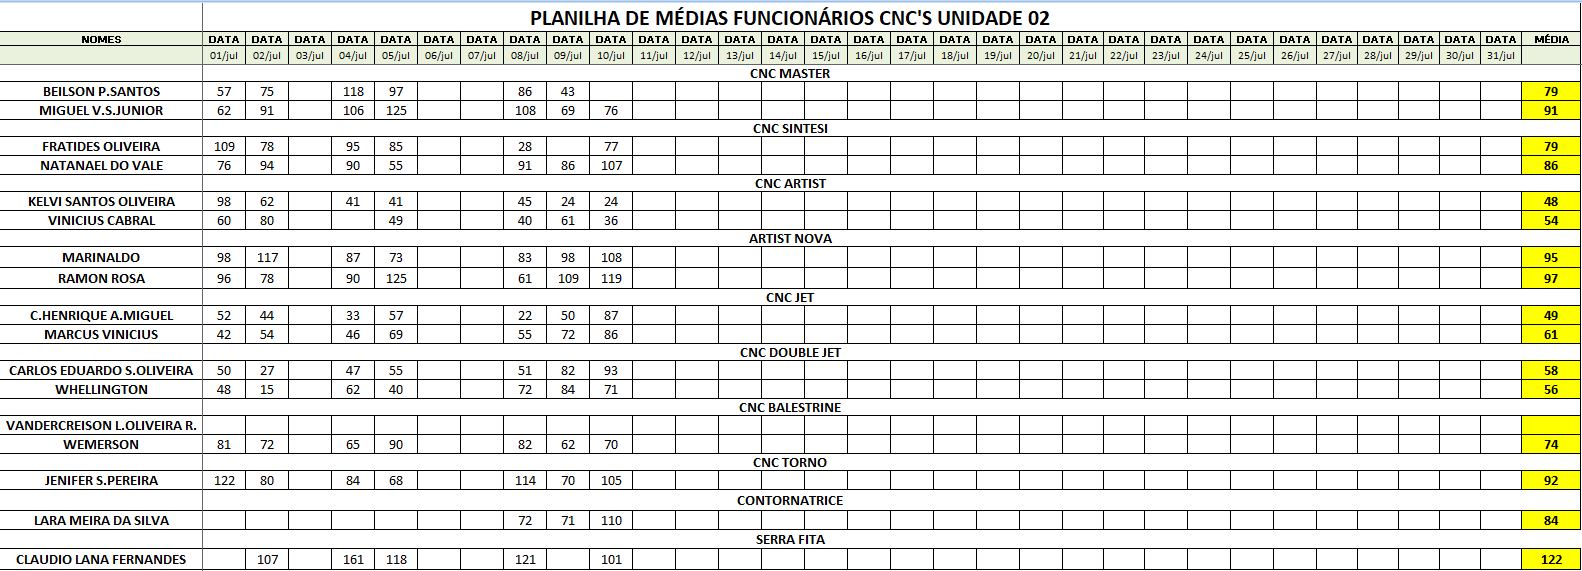 PLANILHA DE MÉDIAS FUNCIONÁRIOS CNC'S UNIDADE 02
NOMES DATA DATA DATA DATA DATA DATA DATA DATA DATA DATA DATA DATA DATA DATA DATA DATA DATA DATA DATA DATA DATA DATA DATA DATA DATA DATA DATA DATA DATA DATA DATA MÉDIA
01/jul 02/jul 03/jul 04/jul 05/jul 06/jul 07/jul 08/jul 09/jul 10/jul 11/jul 12/jul 13/jul 14/jul 15/jul 16/jul 17/jul 18/jul 19/jul 20/jul 21/jul 22/jul 23/jul 24/jul 25/jul 26/jul 27/jul 28/jul 29/jul 30/jul 31/jul
CNC MASTER
BEILSON P.SANTOS 57 75 118 97 86 43 79
MIGUEL V.S.JUNIOR 62 91 106 125 108 69 76 91
CNC SINTESI
FRATIDES OLIVEIRA 109 78 95 85 28 77 79
NATANAEL DO VALE 76 94 90 55 91 86 107 86
CNC ARTIST
KELVI SANTOS OLIVEIRA 98 62 41 41 45 24 24 48
VINICIUS CABRAL 60 80 49 40 61 36 54
ARTIST NOVA
MARINALDO 98 117 87 73 83 98 108 95
RAMON ROSA 96 78 90 125 61 109 119 97
CNC JET
C.HENRIQUE A.MIGUEL 52 44 33 57 22 50 87 49
MARCUS VINICIUS 42 54 46 69 55 72 86 61
CNC DOUBLE JET
CARLOS EDUARDO S.OLIVEIRA 50 27 47 55 51 82 93 58
WHELLINGTON 48 15 62 40 72 84 71 56
CNC BALESTRINE
VANDERCREISON L.OLIVEIRA R.
WEMERSON 81 72 65 90 82 62 70 74
CNC TORNO
JENIFER S.PEREIRA 122 80 84 68 114 70 105 92
CONTORNATRICE
LARA MEIRA DA SILVA 72 71 110 84
SERRA FITA
CLAUDIO LANA FERNANDES 107 161 118 121 101 122